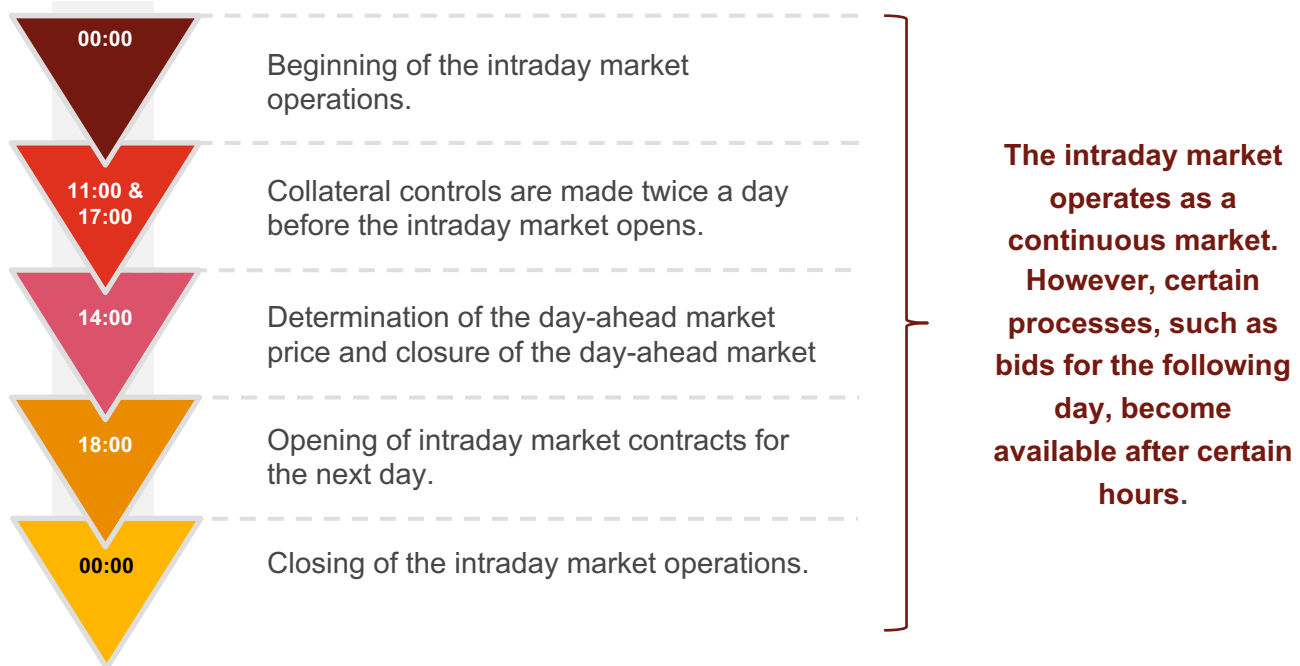 00:00
Beginning of the intraday market
operations.
11:00 &
17:00
Collateral controls are made twice a day
before the intraday market opens.
14:00
Determination of the day-ahead market
price and closure of the day-ahead market
18:00
Opening of intraday market contracts for
the next day.
00:00
Closing of the intraday market operations.
The intraday market
operates as a
continuous market.
However, certain
processes, such as
bids for the following
day, become
available after certain
hours.